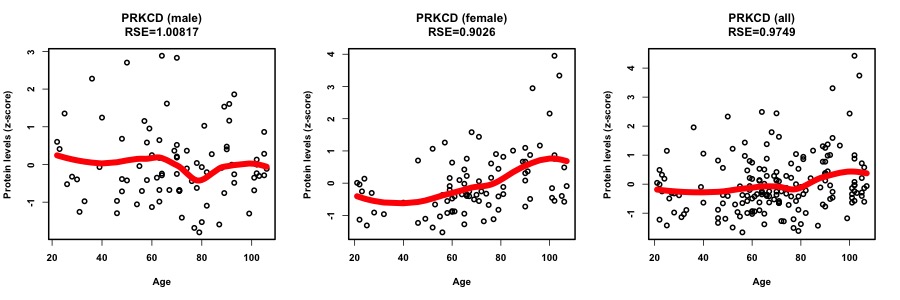 PRKCD (male)
RSE=1.00817
Protein levels (z-score)
3
2
1
0
-1
20
40
60
80
100
Age
PRKCD (female)
RSE=0.9026
Protein levels (z-score)
4
3
2
1
0
-1
20
40
60
80
100
Age
PRKCD (all)
RSE=0.9749
Protein levels (z-score)
4
3
2
1
0
-1
20
40
60
80
100
Age